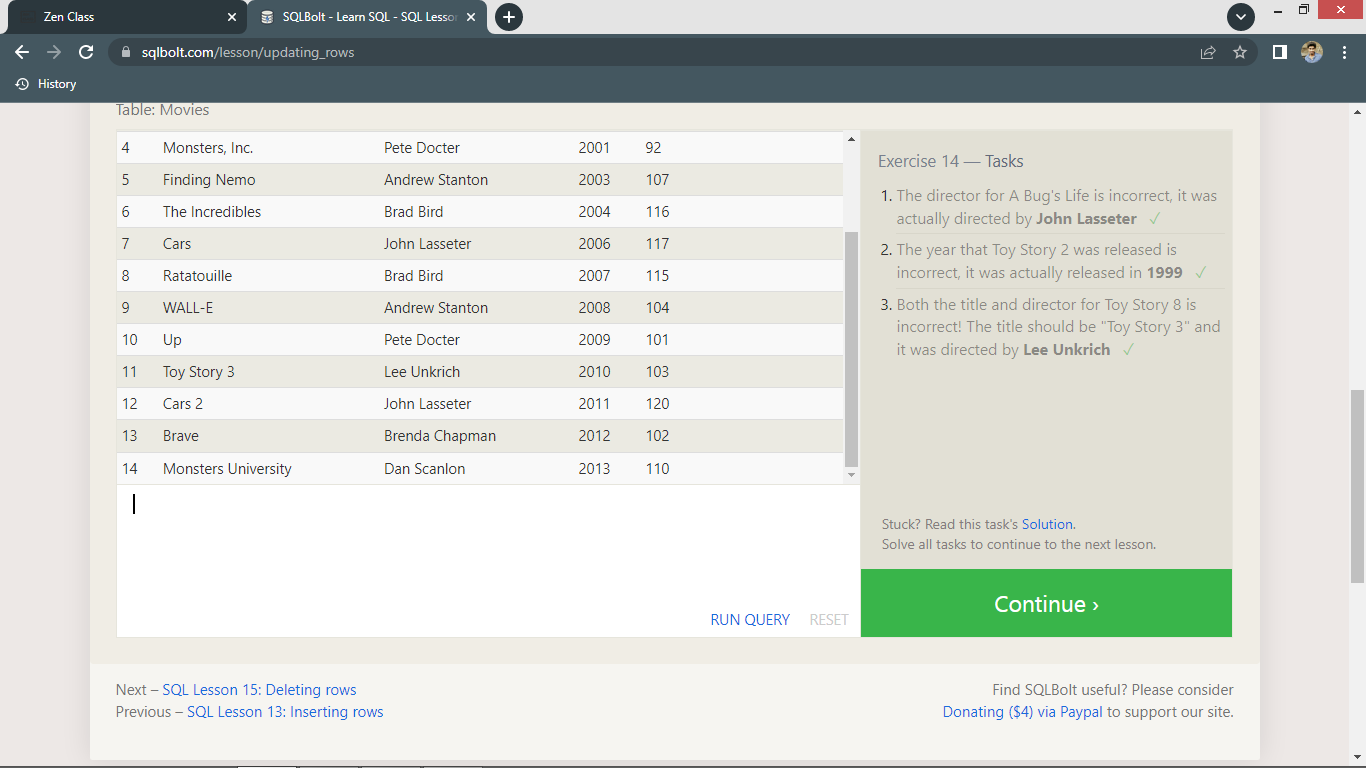 Zen Class
SQLBolt - Learn SQL - SQL Lesson
sqlbolt.com/lesson/updating_rows
History
Table: Movies
4 Monsters, Inc. Pete Docter 2001 92
5 Finding Nemo Andrew Stanton 2003 107
6 The Incredibles Brad Bird 2004 116
7 Cars John Lasseter 2006 117
8 Ratatouille Brad Bird 2007 115
9 WALL-E Andrew Stanton 2008 104
10 Up Pete Docter 2009 101
11 Toy Story 3 Lee Unkrich 2010 103
12 Cars 2 John Lasseter 2011 120
13 Brave Brenda Chapman 2012 102
14 Monsters University Dan Scanlon 2013 110
RUN QUERY RESET
Exercise 14 — Tasks
1. The director for A Bug's Life is incorrect, it was
actually directed by John Lasseter ✓
2. The year that Toy Story 2 was released is
incorrect, it was actually released in 1999 ✓
3. Both the title and director for Toy Story 8 is
incorrect! The title should be "Toy Story 3" and
it was directed by Lee Unkrich ✓
Stuck? Read this task's Solution.
Solve all tasks to continue to the next lesson.
Continue ›
Next – SQL Lesson 15: Deleting rows
Previous – SQL Lesson 13: Inserting rows
Find SQLBolt useful? Please consider
Donating ($4) via Paypal to support our site.